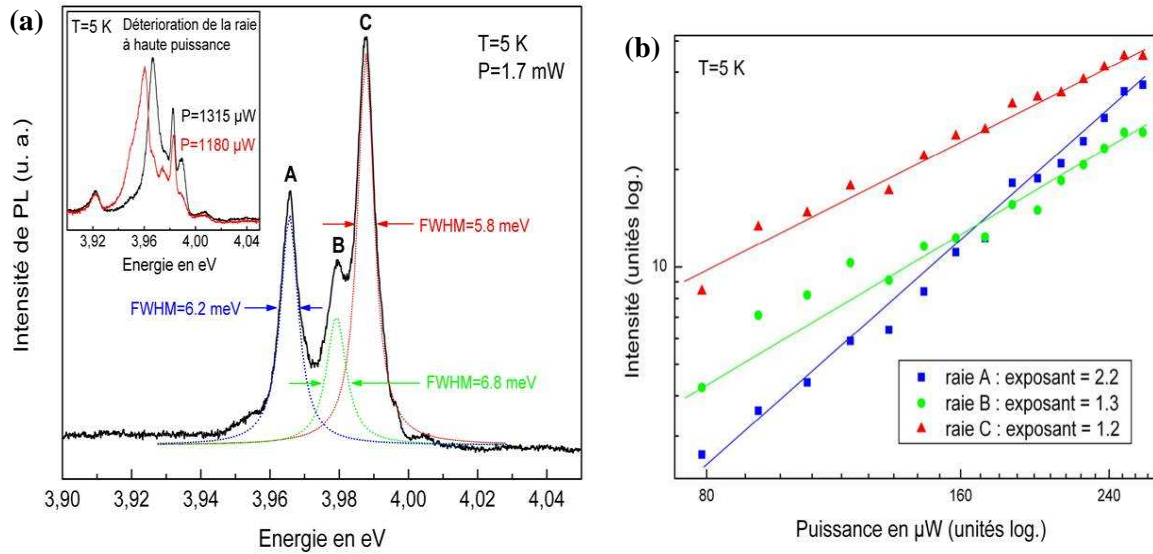 (a)
T=5 K
Déterioration de la raie
à haute puissance
P=1315 µW
P=1180 µW
3,92
3,96
4,00
4,05
Energie en eV
C
A
B
T=5 K
P=1.7 mW
FWHM=5.8 meV
FWHM=6.2 meV
FWHM=6.8 meV
Intensité de PL (u. a.)
3,90
3,92
3,94
3,96
3,98
4,00
4,02
4,04
Energie en eV
(b)
T=5 K
Intensité (unités log.)
10
raie A : exposant = 2.2
raie B : exposant = 1.3
raie C : exposant = 1.2
80
160
240
Puissance en µW (unités log.)